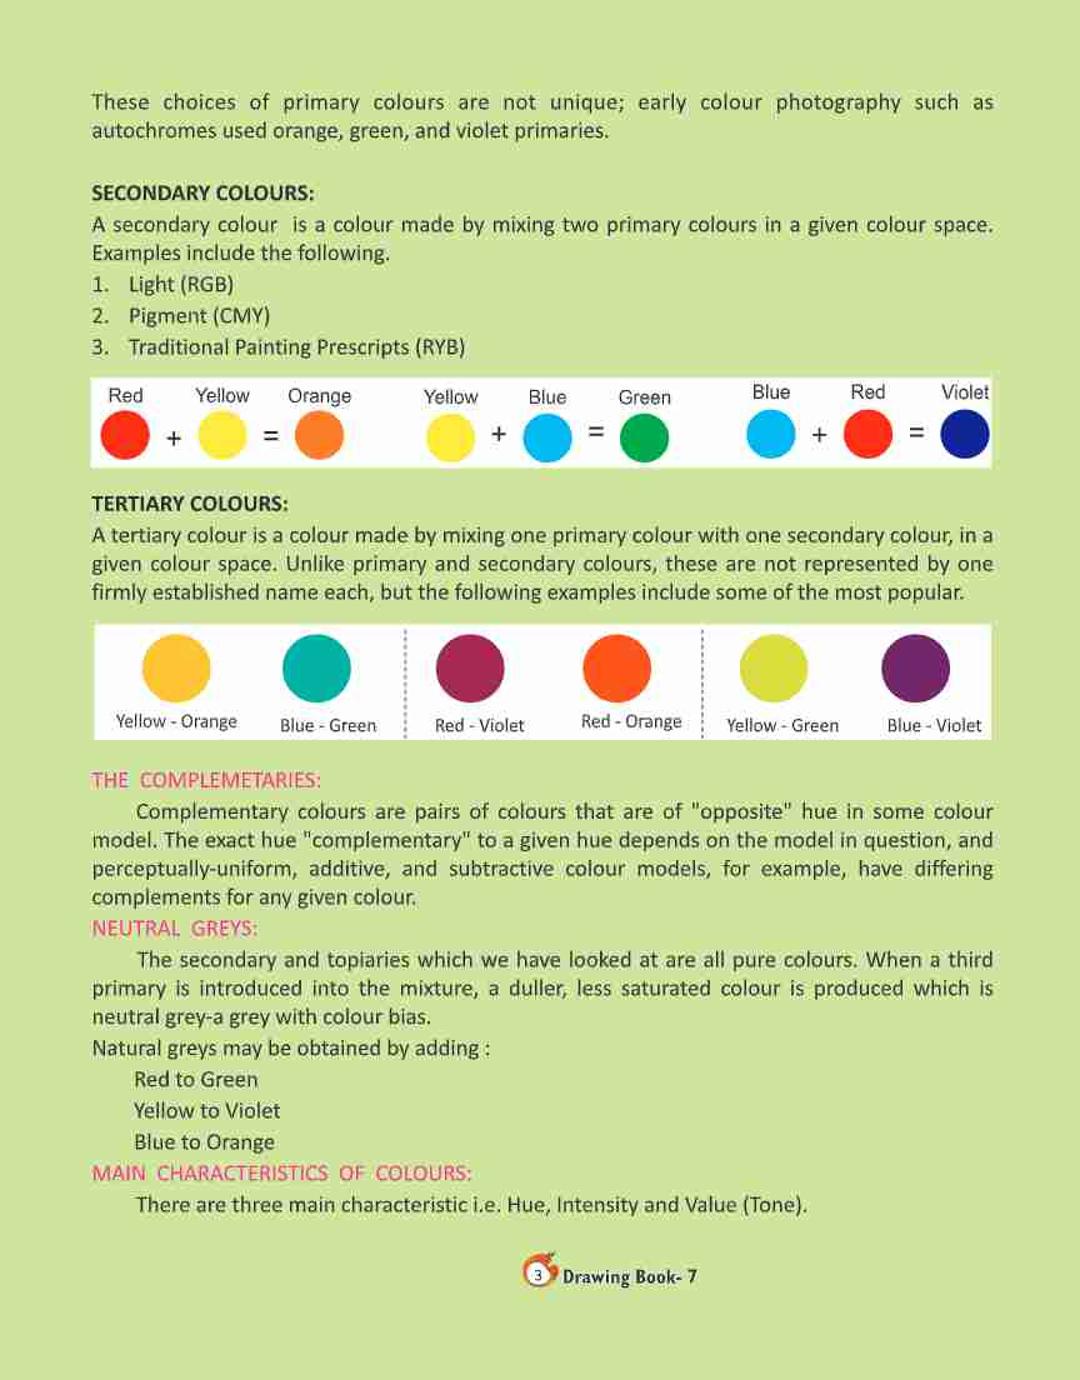 These choices of primary colours are not unique; early colour photography such as
autochromes used orange, green, and violet primaries.
SECONDARY COLOURS:
A secondary colour is a colour made by mixing two primary colours in a given colour space.
Examples include the following.
1. Light (RGB)
2. Pigment (CMY)
3. Traditional Painting Prescripts (RYB)
Red Yellow Orange Yellow Blue Green Blue Red Violet
+ = + = + =
TERTIARY COLOURS:
A tertiary colour is a colour made by mixing one primary colour with one secondary colour, in a
given colour space. Unlike primary and secondary colours, these are not represented by one
firmly established name each, but the following examples include some of the most popular.
Yellow - Orange Blue - Green Red - Violet Red - Orange Yellow - Green Blue - Violet
THE COMPLEMETARIES:
Complementary colours are pairs of colours that are of "opposite" hue in some colour
model. The exact hue "complementary" to a given hue depends on the model in question, and
perceptually-uniform, additive, and subtractive colour models, for example, have differing
complements for any given colour.
NEUTRAL GREYS:
The secondary and topiaries which we have looked at are all pure colours. When a third
primary is introduced into the mixture, a duller, less saturated colour is produced which is
neutral grey-a grey with colour bias.
Natural greys may be obtained by adding :
Red to Green
Yellow to Violet
Blue to Orange
MAIN CHARACTERISTICS OF COLOURS:
There are three main characteristic i.e. Hue, Intensity and Value (Tone).
3 Drawing Book- 7